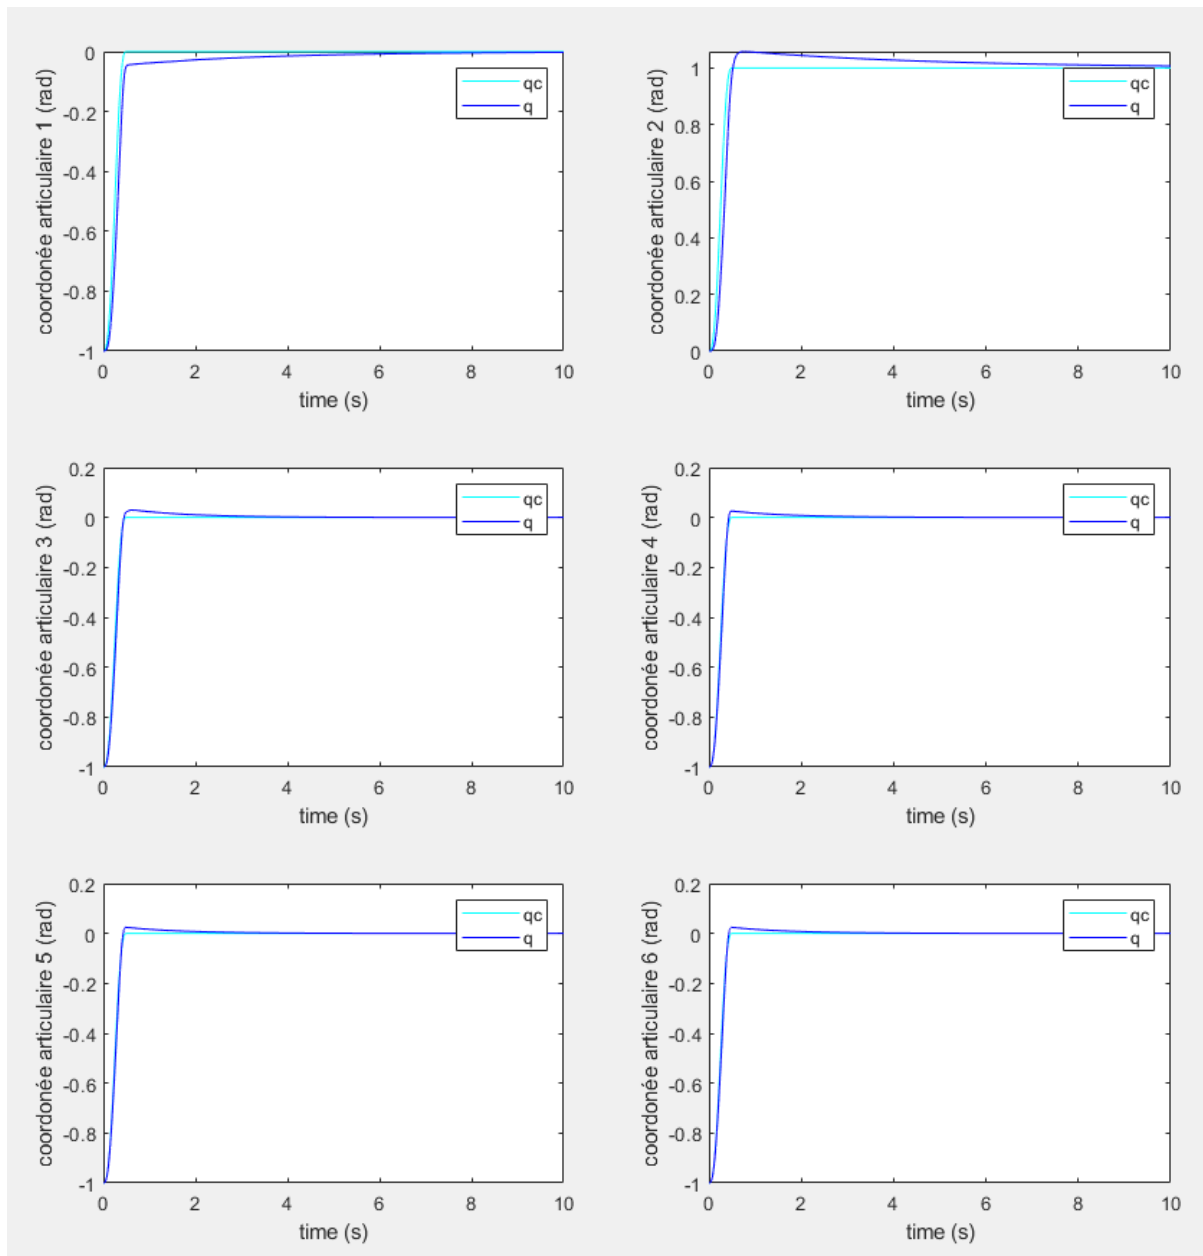 0
-0.2
-0.4
-0.6
-0.8
-1
coordonée articulaire 1 (rad)
qc
q
0 2 4 6 8 10
time (s)
1
0.8
0.6
0.4
0.2
0
coordonée articulaire 2 (rad)
qc
q
0 2 4 6 8 10
time (s)
0.2
0
-0.2
-0.4
-0.6
-0.8
-1
coordonée articulaire 3 (rad)
qc
q
0 2 4 6 8 10
time (s)
0.2
0
-0.2
-0.4
-0.6
-0.8
-1
coordonée articulaire 4 (rad)
qc
q
0 2 4 6 8 10
time (s)
0.2
0
-0.2
-0.4
-0.6
-0.8
-1
coordonée articulaire 5 (rad)
qc
q
0 2 4 6 8 10
time (s)
0.2
0
-0.2
-0.4
-0.6
-0.8
-1
coordonée articulaire 6 (rad)
qc
q
0 2 4 6 8 10
time (s)